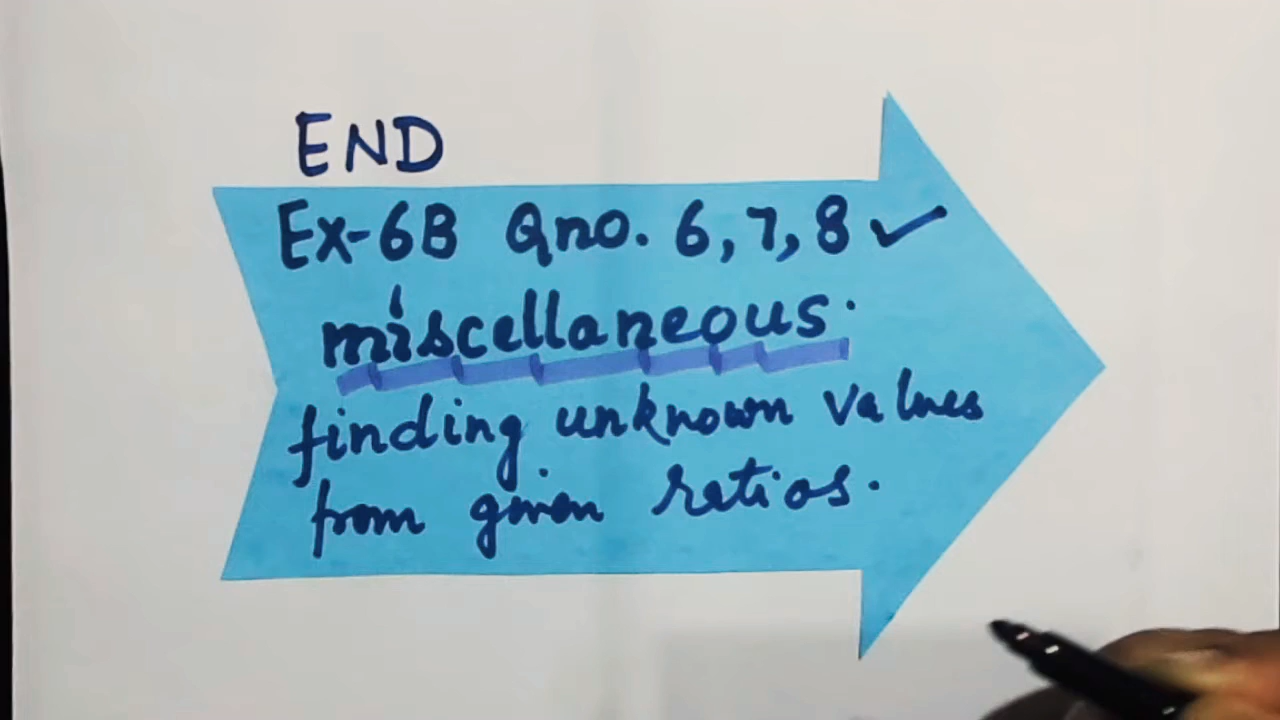 END
Ex-6B Qno. 6,7,8 ✓
miscellaneous.
finding unknown values
from given ratios.